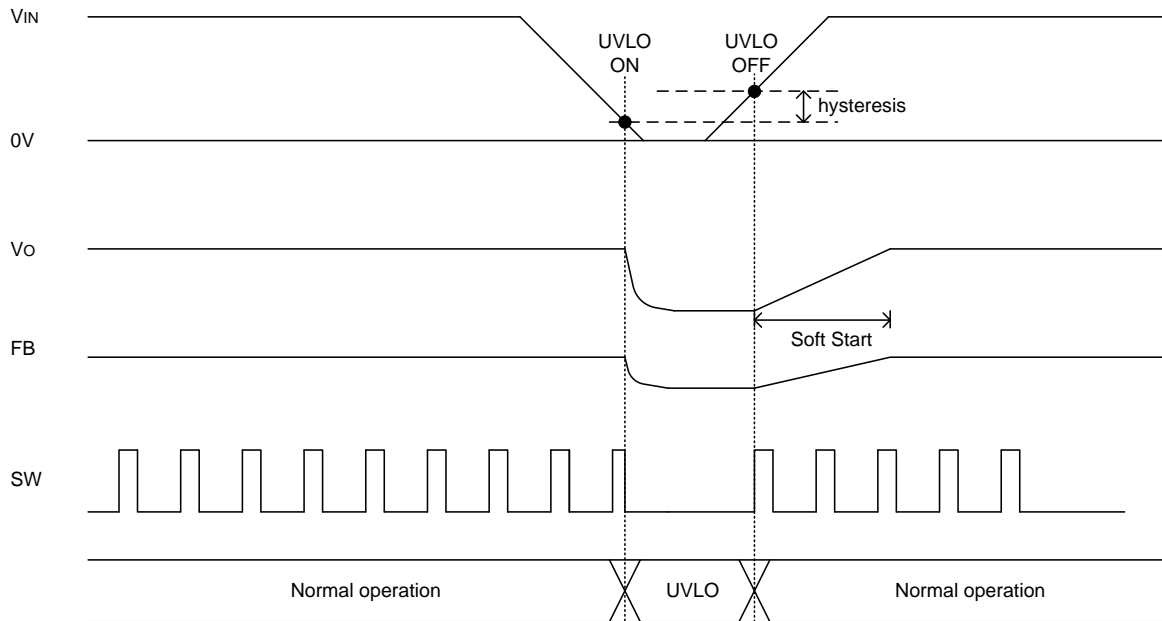 VIN
UVLO
ON
UVLO
OFF
hysteresis
0V
VO
Soft Start
FB
SW
Normal operation
UVLO
Normal operation